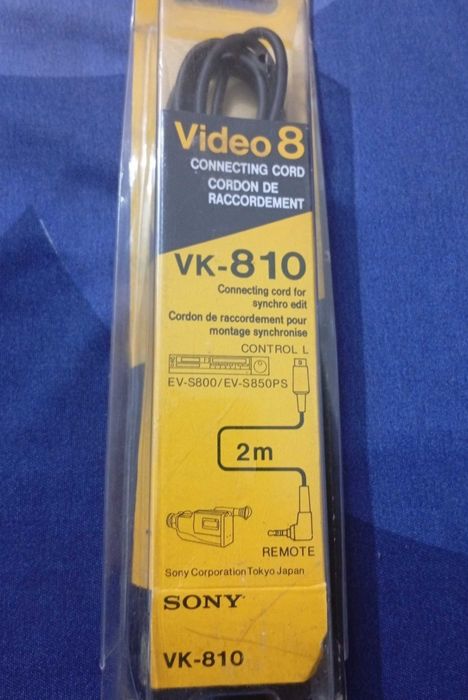 Video 8
CONNECTING CORD
CORDON DE
RACCORDEMENT
VK-810
Connecting cord for
synchro edit
Cordon de raccordement pour
montage synchronise
CONTROL L
EV-S800/EV-S850PS
2m
REMOTE
Sony Corporation Tokyo Japan
SONY
VK-810